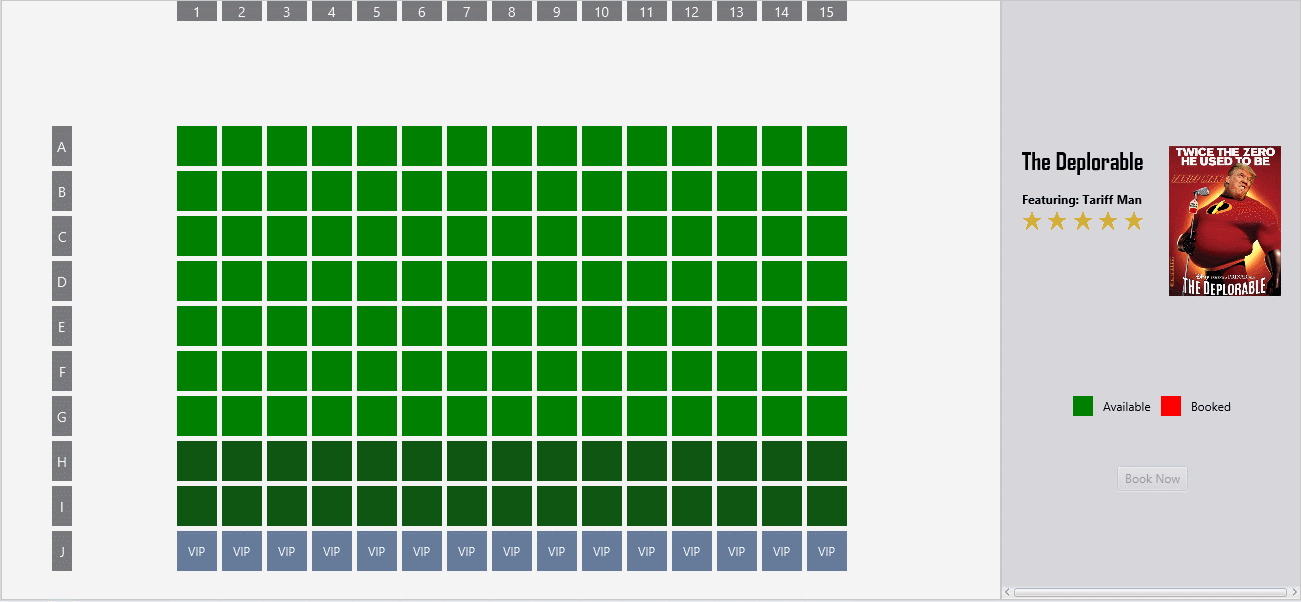 1 2 3 4 5 6 7 8 9 10 11 12 13 14 15
A
B
C
D
E
F
G
H
I
J VIP VIP VIP VIP VIP VIP VIP VIP VIP VIP VIP VIP VIP VIP VIP
The Deplorable
Featuring: Tariff Man
TWICE THE ZERO
HE USED TO BE
TARIFF MAN
THE DEPLORABLE
Available Booked
Book Now